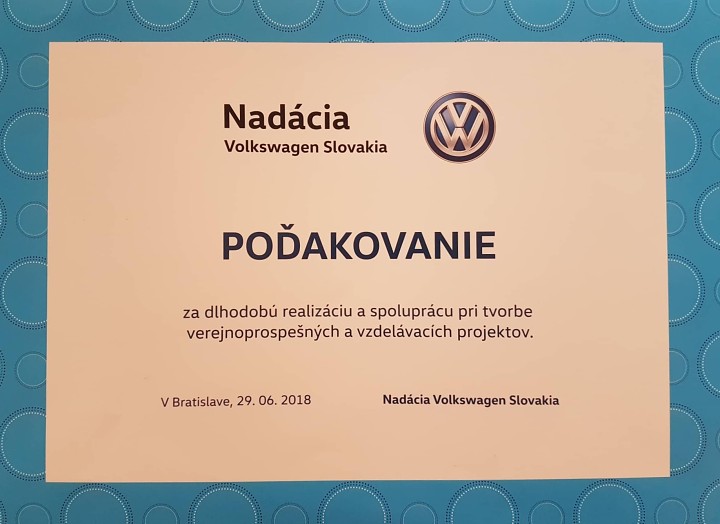 Nadácia
Volkswagen Slovakia
POĎAKOVANIE
za dlhodobú realizáciu a spoluprácu pri tvorbe
verejnoprospešných a vzdelávacích projektov.
V Bratislave, 29. 06. 2018 Nadácia Volkswagen Slovakia